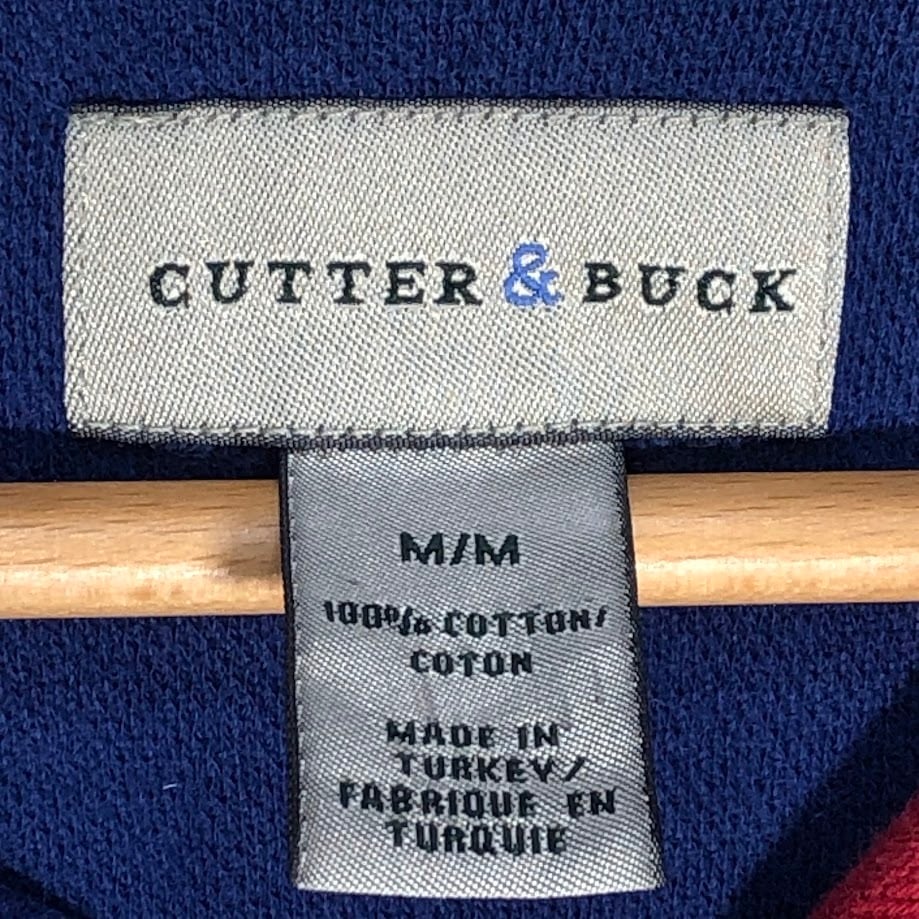 CUTTER & BUCK
M/M
100% COTTON/
COTON
MADE IN
TURKEY/
FABRIQUE EN
TURQUIE